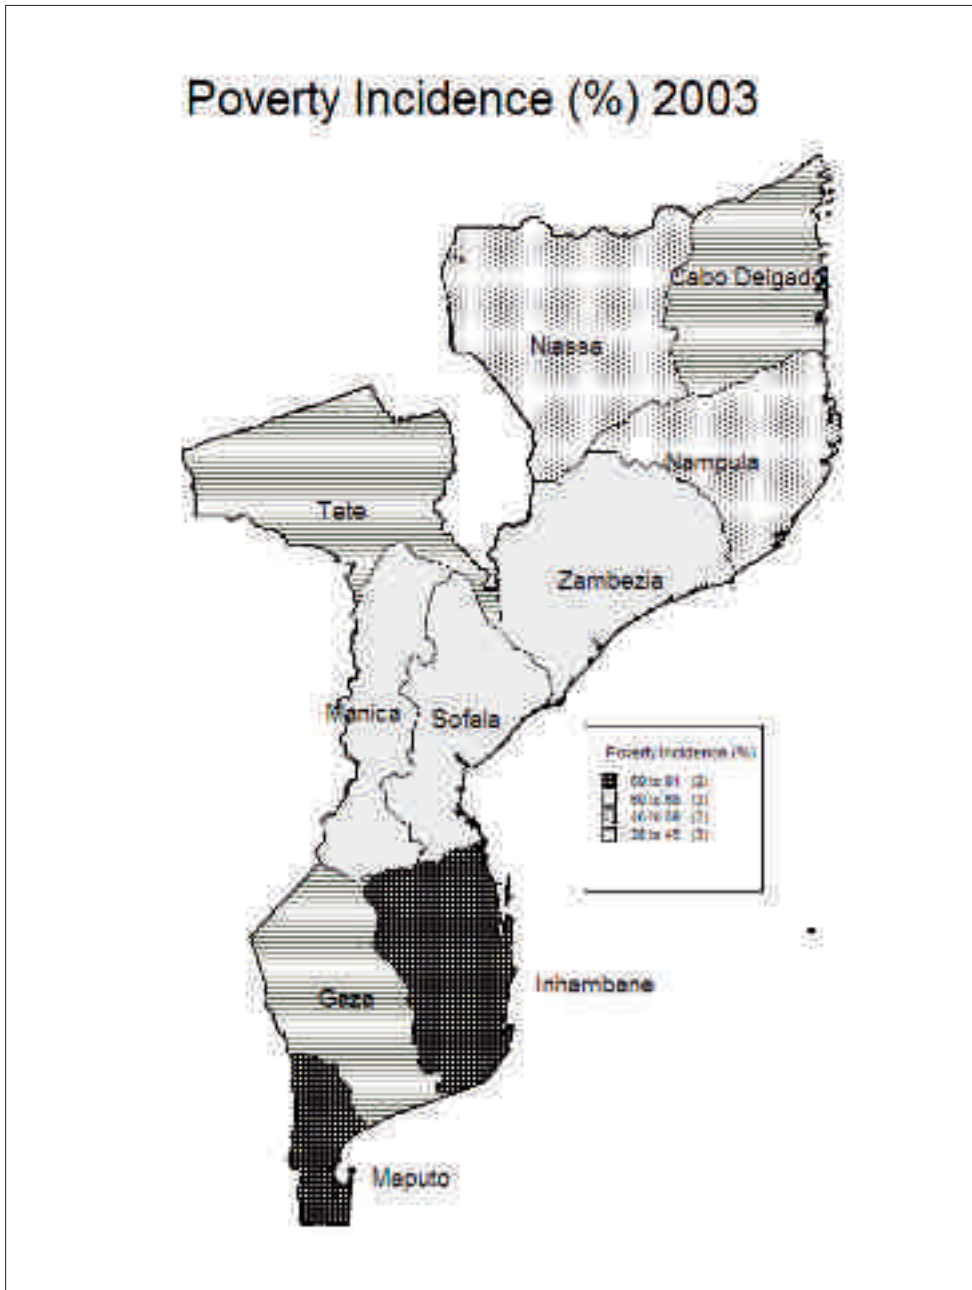 Poverty Incidence (%) 2003
Cabo Delgado
Niassa
Nampula
Tete
Zambezia
Manica
Sofala
Poverty Incidence (%)
Inhambane
Gaza
Maputo